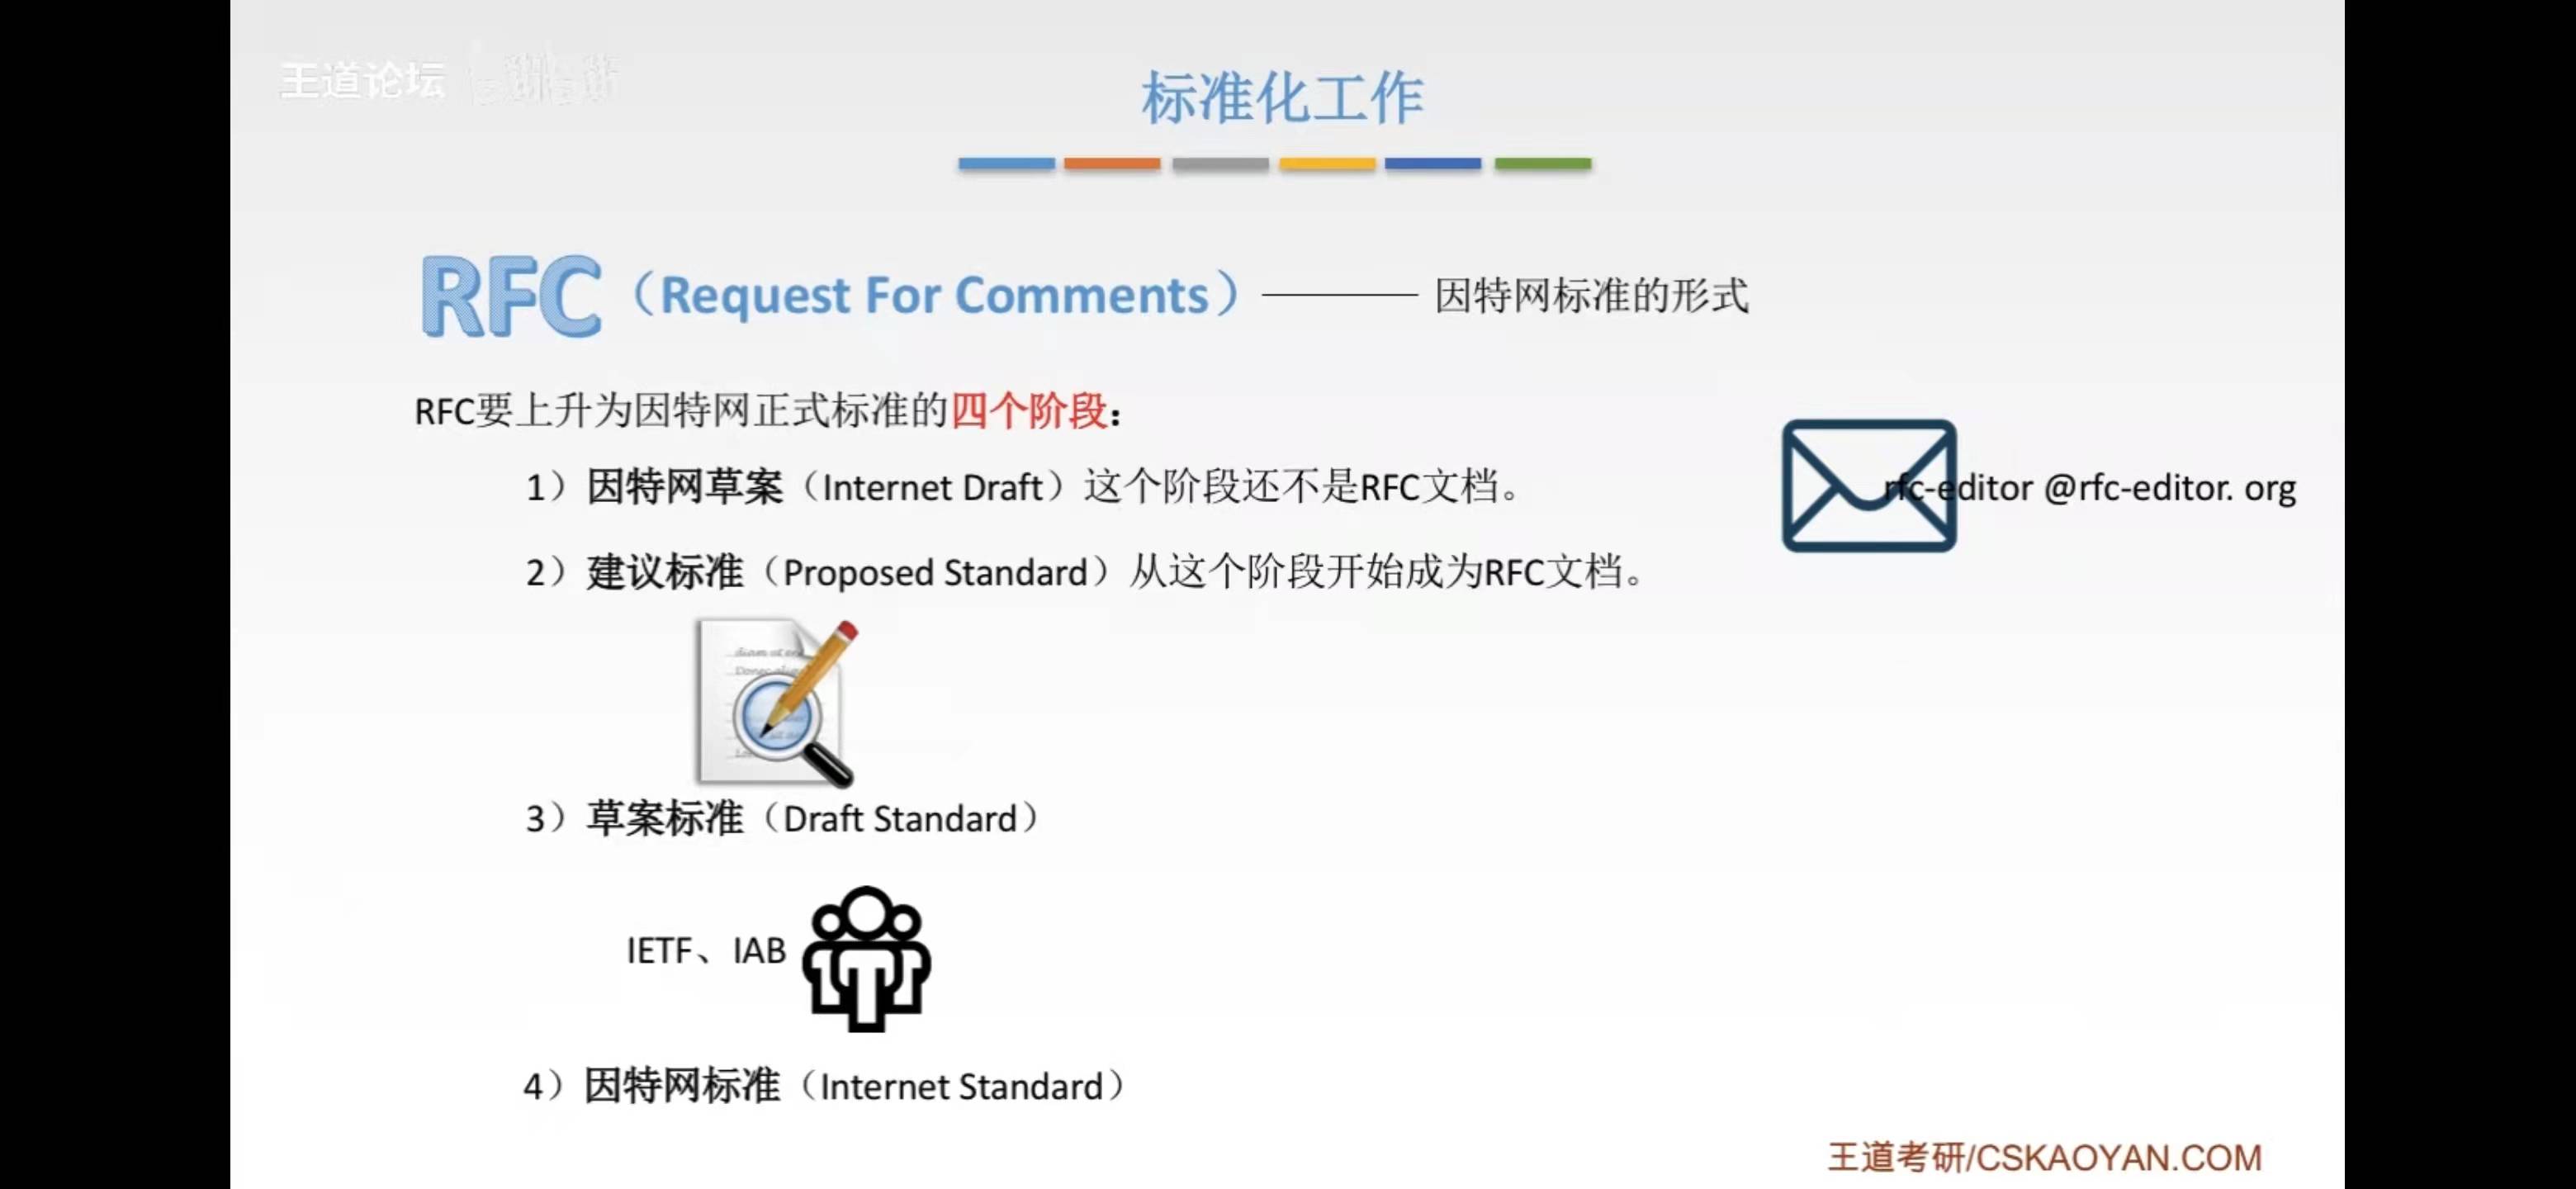 王道论坛
标准化工作
RFC（Request For Comments）——— 因特网标准的形式
RFC要上升为因特网正式标准的四个阶段：
1）因特网草案（Internet Draft）这个阶段还不是RFC文档。
rfc-editor @rfc-editor. org
2）建议标准（Proposed Standard）从这个阶段开始成为RFC文档。
3）草案标准（Draft Standard）
IETF、IAB
4）因特网标准（Internet Standard）
王道考研/CSKAOYAN.COM